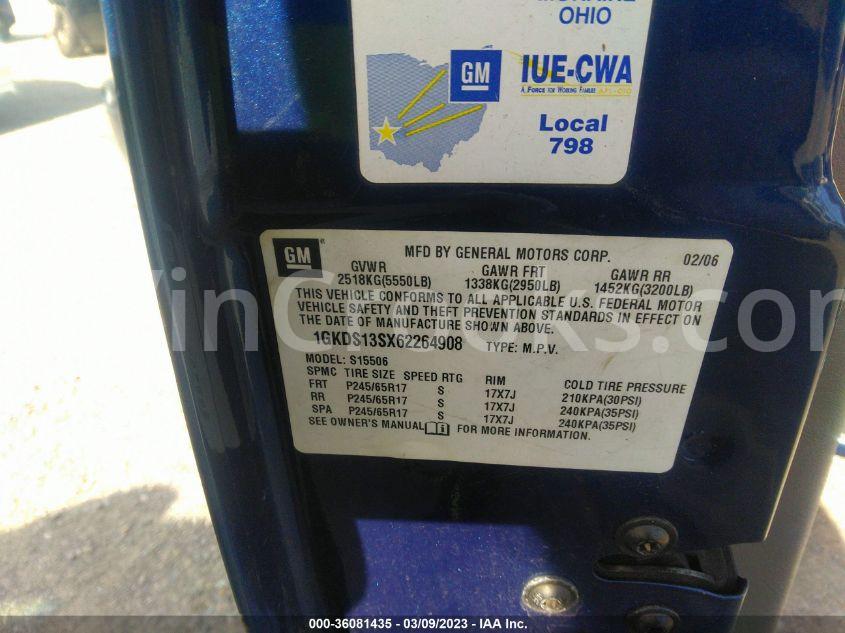 OHIO
GM
IUE-CWA
A FORCE FOR WORKING FAMILIES AFL-CIO
Local
798
GM
MFD BY GENERAL MOTORS CORP. 02/06
GVWR GAWR FRT GAWR RR
2518KG(5550LB) 1338KG(2950LB) 1452KG(3200LB)
THIS VEHICLE CONFORMS TO ALL APPLICABLE U.S. FEDERAL MOTOR
VEHICLE SAFETY AND THEFT PREVENTION STANDARDS IN EFFECT ON
THE DATE OF MANUFACTURE SHOWN ABOVE.
1GKDS13SX62264908 TYPE: M.P.V.
MODEL: S15506
SPMC TIRE SIZE SPEED RTG RIM COLD TIRE PRESSURE
FRT P245/65R17 S 17X7J 210KPA(30PSI)
RR P245/65R17 S 17X7J 240KPA(35PSI)
SPA P245/65R17 S 17X7J 240KPA(35PSI)
SEE OWNER'S MANUAL FOR MORE INFORMATION.
000-36081435 - 03/09/2023 - IAA Inc.